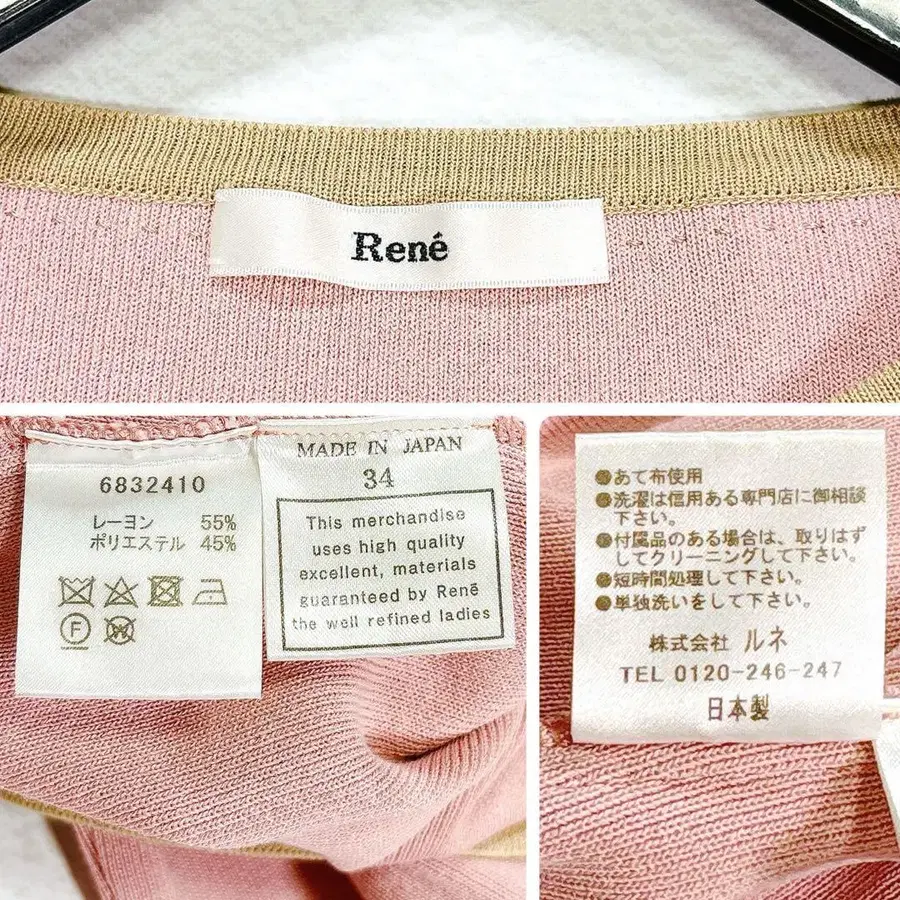 René
6832410
レーヨン 55%
ポリエステル 45%
F
W
MADE IN JAPAN
34
This merchandise
uses high quality
excellent, materials
guaranteed by René
the well refined ladies
●あて布使用
●洗濯は信用ある専門店に御相談
下さい。
●付属品のある場合は、取りはず
してクリーニングして下さい。
●短時間処理して下さい。
●単独洗いをして下さい。
株式会社 ルネ
TEL 0120-246-247
日本製